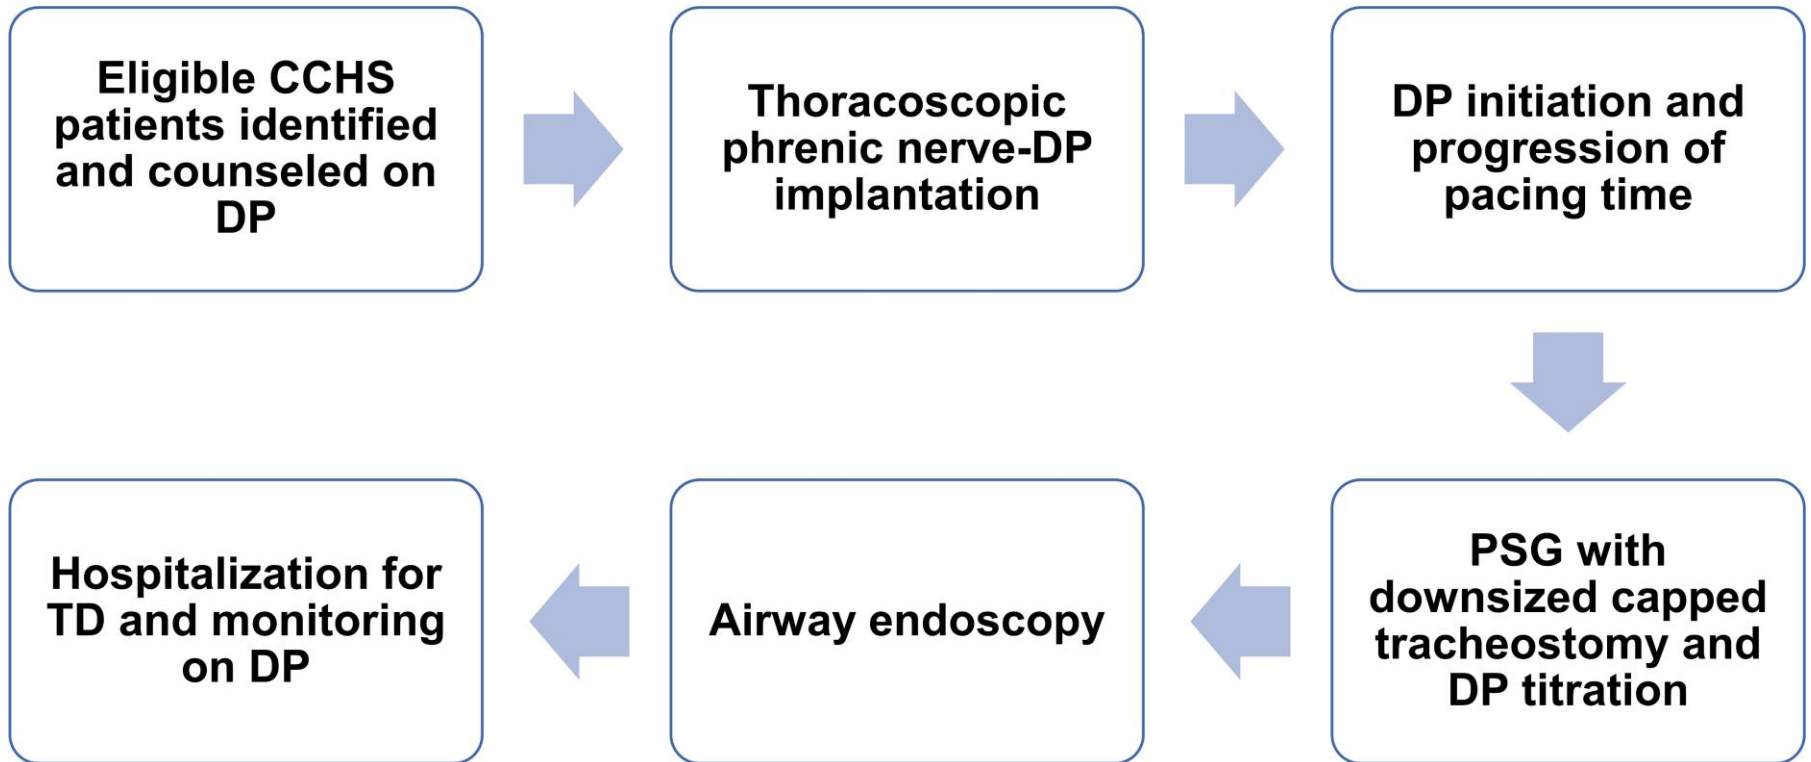 Eligible CCHS
patients identified
and counseled on
DP
Thoracoscopic
phrenic nerve-DP
implantation
DP initiation and
progression of
pacing time
PSG with
downsized capped
tracheostomy and
DP titration
Airway endoscopy
Hospitalization for
TD and monitoring
on DP